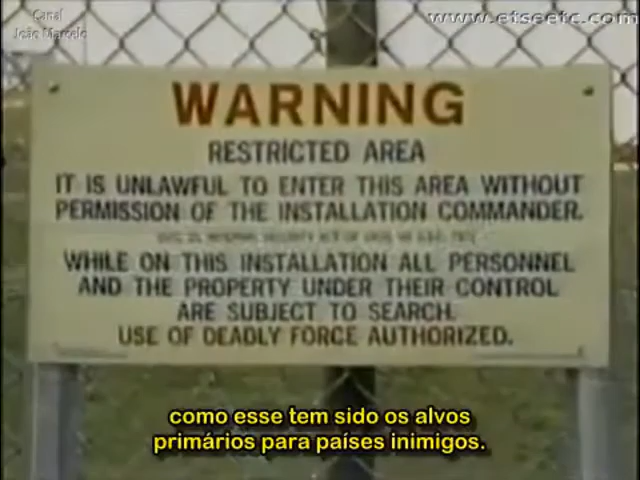 Canal
João Marcelo
www.etseetc.com
WARNING
RESTRICTED AREA
IT IS UNLAWFUL TO ENTER THIS AREA WITHOUT
PERMISSION OF THE INSTALLATION COMMANDER.
WHILE ON THIS INSTALLATION ALL PERSONNEL
AND THE PROPERTY UNDER THEIR CONTROL
ARE SUBJECT TO SEARCH.
USE OF DEADLY FORCE AUTHORIZED.
como esse tem sido os alvos
primários para países inimigos.